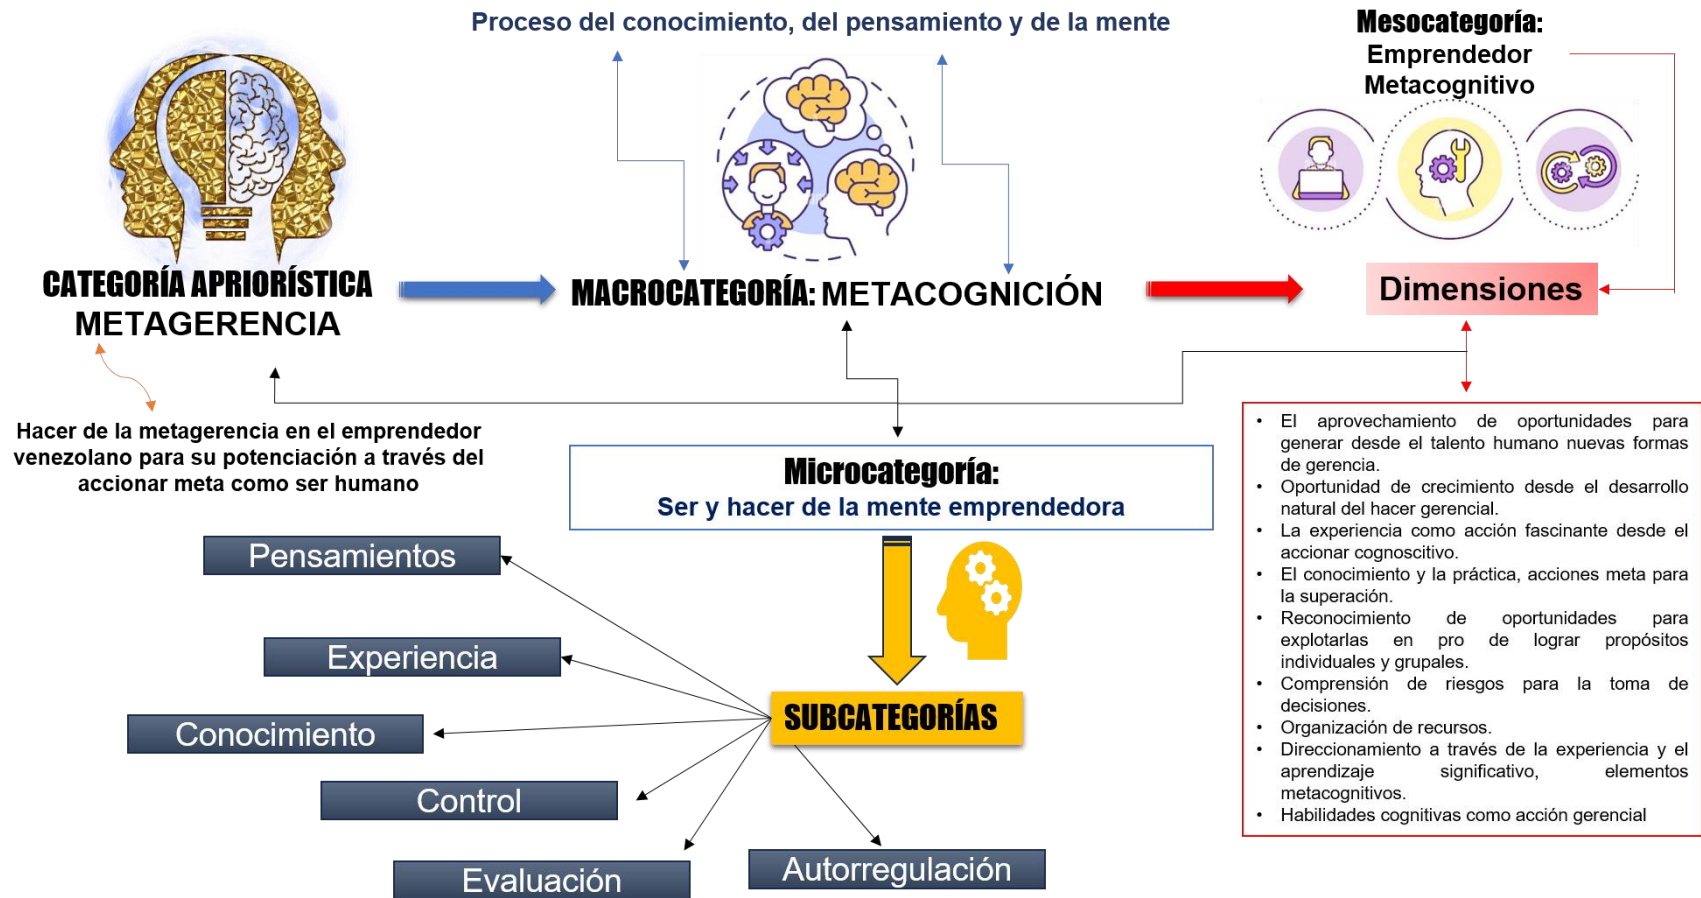 Proceso del conocimiento, del pensamiento y de la mente
Mesocategoría:
Emprendedor
Metacognitivo
CATEGORÍA APRIORÍSTICA
METAGERENCIA
MACROCATEGORÍA: METACOGNICIÓN
Dimensiones
Hacer de la metagerencia en el emprendedor
venezolano para su potenciación a través del
accionar meta como ser humano
Microcategoría:
Ser y hacer de la mente emprendedora
• El aprovechamiento de oportunidades para
generar desde el talento humano nuevas formas
de gerencia.
• Oportunidad de crecimiento desde el desarrollo
natural del hacer gerencial.
• La experiencia como acción fascinante desde el
accionar cognoscitivo.
• El conocimiento y la práctica, acciones meta para
la superación.
• Reconocimiento de oportunidades para
explotarlas en pro de lograr propósitos
individuales y grupales.
• Comprensión de riesgos para la toma de
decisiones.
• Organización de recursos.
• Direccionamiento a través de la experiencia y el
aprendizaje significativo, elementos
metacognitivos.
• Habilidades cognitivas como acción gerencial
SUBCATEGORÍAS
Pensamientos
Experiencia
Conocimiento
Control
Evaluación
Autorregulación